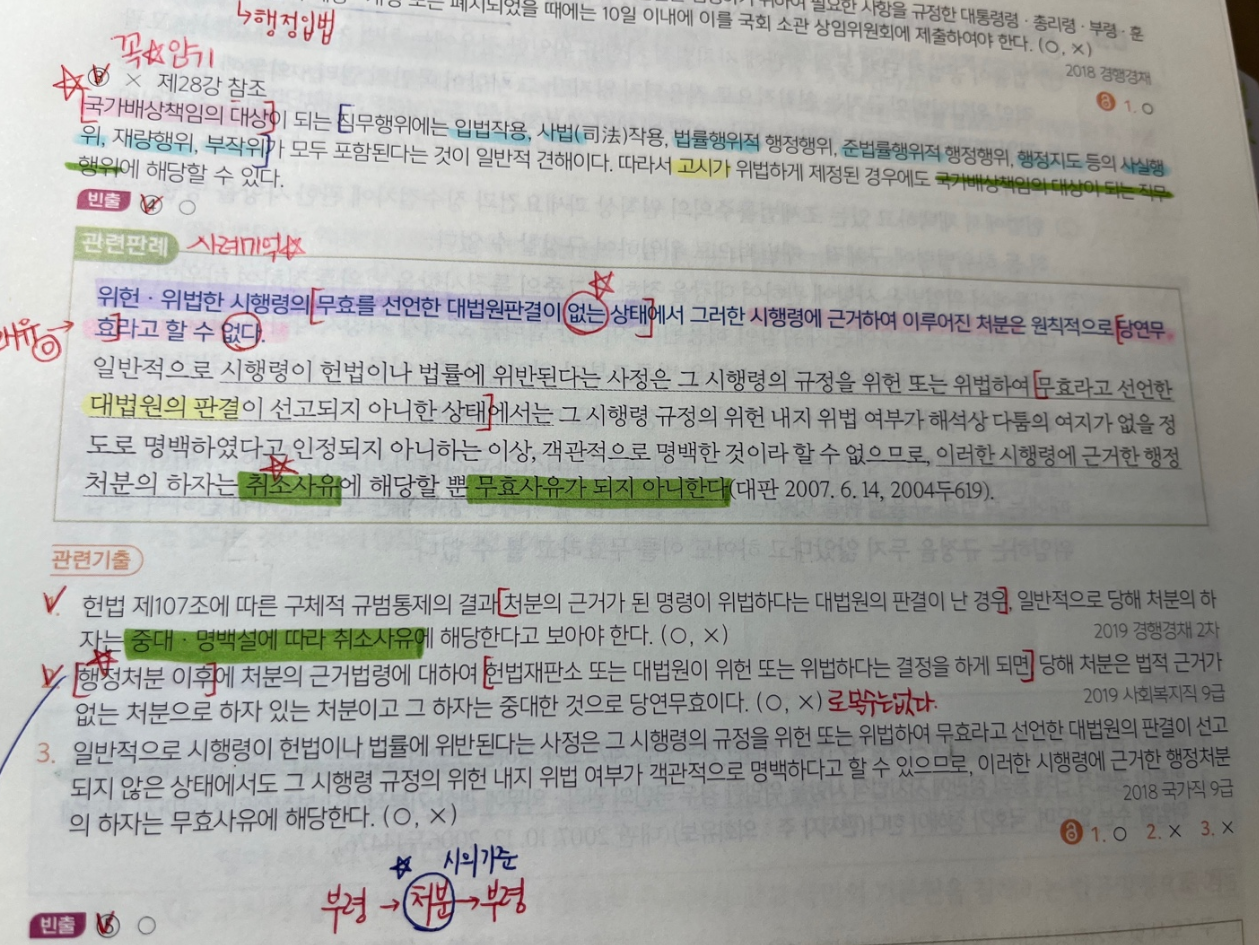 또는 폐지되었을 때에는 10일 이내에 이를 국회 소관 상임위원회에 제출하여야 한다. (○, ×)
필요한 사항을 규정한 대통령령·총리령·부령·훈
↳행정입법
2018 경행경채
답 1. ○
꼭☆암기
☆ ③ × 제28강 참조
[국가배상책임의 대상]이 되는 [직무행위에는 입법작용, 사법(司法)작용, 법률행위적 행정행위, 준법률행위적 행정행위, 행정지도 등의 사실행
위, 재량행위, 부작위]가 모두 포함된다는 것이 일반적 견해이다. 따라서 고시가 위법하게 제정된 경우에도 국가배상책임의 대상이 되는 직무
행위에 해당할 수 있다.
빈출 ④ ○
관련판례 사례기억☆
위헌·위법한 시행령의 [무효를 선언한 대법원판결이 없는 상태]에서 그러한 시행령에 근거하여 이루어진 처분은 원칙적으로 [당연무
효]라고 할 수 없다.
일반적으로 시행령이 헌법이나 법률에 위반된다는 사정은 그 시행령의 규정을 위헌 또는 위법하여 [무효라고 선언한
대법원의 판결이 선고되지 아니한 상태]에서는 그 시행령 규정의 위헌 내지 위법 여부가 해석상 다툼의 여지가 없을 정
도로 명백하였다고 인정되지 아니하는 이상, 객관적으로 명백한 것이라 할 수 없으므로, 이러한 시행령에 근거한 행정
처분의 하자는 취소사유에 해당할 뿐 무효사유가 되지 아니한다(대판 2007. 6. 14, 2004두619).
관련기출
1. 헌법 제107조에 따른 구체적 규범통제의 결과 [처분의 근거가 된 명령이 위법하다는 대법원의 판결이 난 경우], 일반적으로 당해 처분의 하
자는 중대·명백설에 따라 취소사유에 해당한다고 보아야 한다. (○, ×)
2019 경행경채 2차
2. [행정처분 이후]에 처분의 근거법령에 대하여 [헌법재판소 또는 대법원이 위헌 또는 위법하다는 결정을 하게 되면] 당해 처분은 법적 근거가
없는 처분으로 하자 있는 처분이고 그 하자는 중대한 것으로 당연무효이다. (○, ×) 로 볼 수는 없다.
2019 사회복지직 9급
3. 일반적으로 시행령이 헌법이나 법률에 위반된다는 사정은 그 시행령의 규정을 위헌 또는 위법하여 무효라고 선언한 대법원의 판결이 선고
되지 않은 상태에서도 그 시행령 규정의 위헌 내지 위법 여부가 객관적으로 명백하다고 할 수 있으므로, 이러한 시행령에 근거한 행정처분
의 하자는 무효사유에 해당한다. (○, ×)
2018 국가직 9급
답 1. ○ 2. × 3. ×
☆ 시의기준
부령 → 처분 → 부령
빈출 ⑤ ○